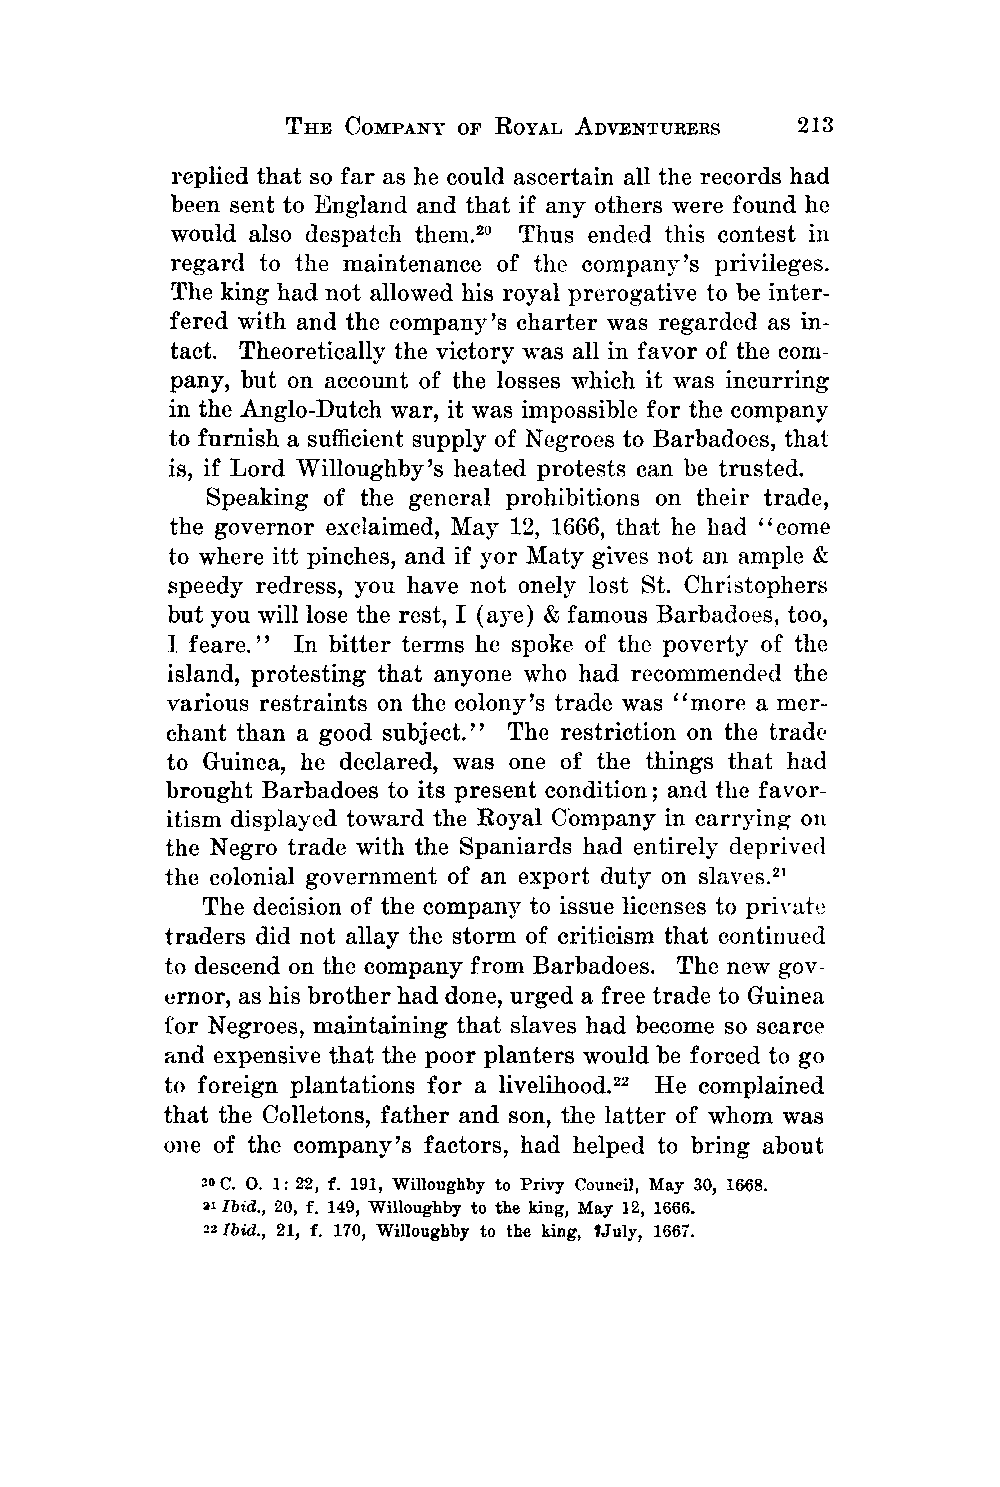 THE COMPANY OF ROYAL ADVENTURERS 213
replied that so far as he could ascertain all the records had
been sent to England and that if any others were found he
would also despatch them.²⁰ Thus ended this contest in
regard to the maintenance of the company's privileges.
The king had not allowed his royal prerogative to be inter-
fered with and the company's charter was regarded as in-
tact. Theoretically the victory was all in favor of the com-
pany, but on account of the losses which it was incurring
in the Anglo-Dutch war, it was impossible for the company
to furnish a sufficient supply of Negroes to Barbadoes, that
is, if Lord Willoughby's heated protests can be trusted.
Speaking of the general prohibitions on their trade,
the governor exclaimed, May 12, 1666, that he had "come
to where itt pinches, and if yor Maty gives not an ample &
speedy redress, you have not onely lost St. Christophers
but you will lose the rest, I (aye) & famous Barbadoes, too,
I feare." In bitter terms he spoke of the poverty of the
island, protesting that anyone who had recommended the
various restraints on the colony's trade was "more a mer-
chant than a good subject." The restriction on the trade
to Guinea, he declared, was one of the things that had
brought Barbadoes to its present condition; and the favor-
itism displayed toward the Royal Company in carrying on
the Negro trade with the Spaniards had entirely deprived
the colonial government of an export duty on slaves.²¹
The decision of the company to issue licenses to private
traders did not allay the storm of criticism that continued
to descend on the company from Barbadoes. The new gov-
ernor, as his brother had done, urged a free trade to Guinea
for Negroes, maintaining that slaves had become so scarce
and expensive that the poor planters would be forced to go
to foreign plantations for a livelihood.²² He complained
that the Colletons, father and son, the latter of whom was
one of the company's factors, had helped to bring about
²⁰ C. O. 1: 22, f. 191, Willoughby to Privy Council, May 30, 1668.
²¹ Ibid., 20, f. 149, Willoughby to the king, May 12, 1666.
²² Ibid., 21, f. 170, Willoughby to the king, ?July, 1667.